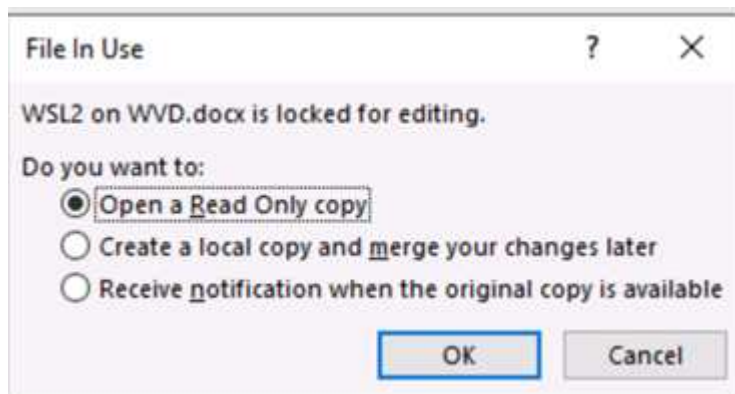 File In Use ?
WSL2 on WVD.docx is locked for editing.
Do you want to:
Open a Read Only copy
Create a local copy and merge your changes later
Receive notification when the original copy is available
OK Cancel